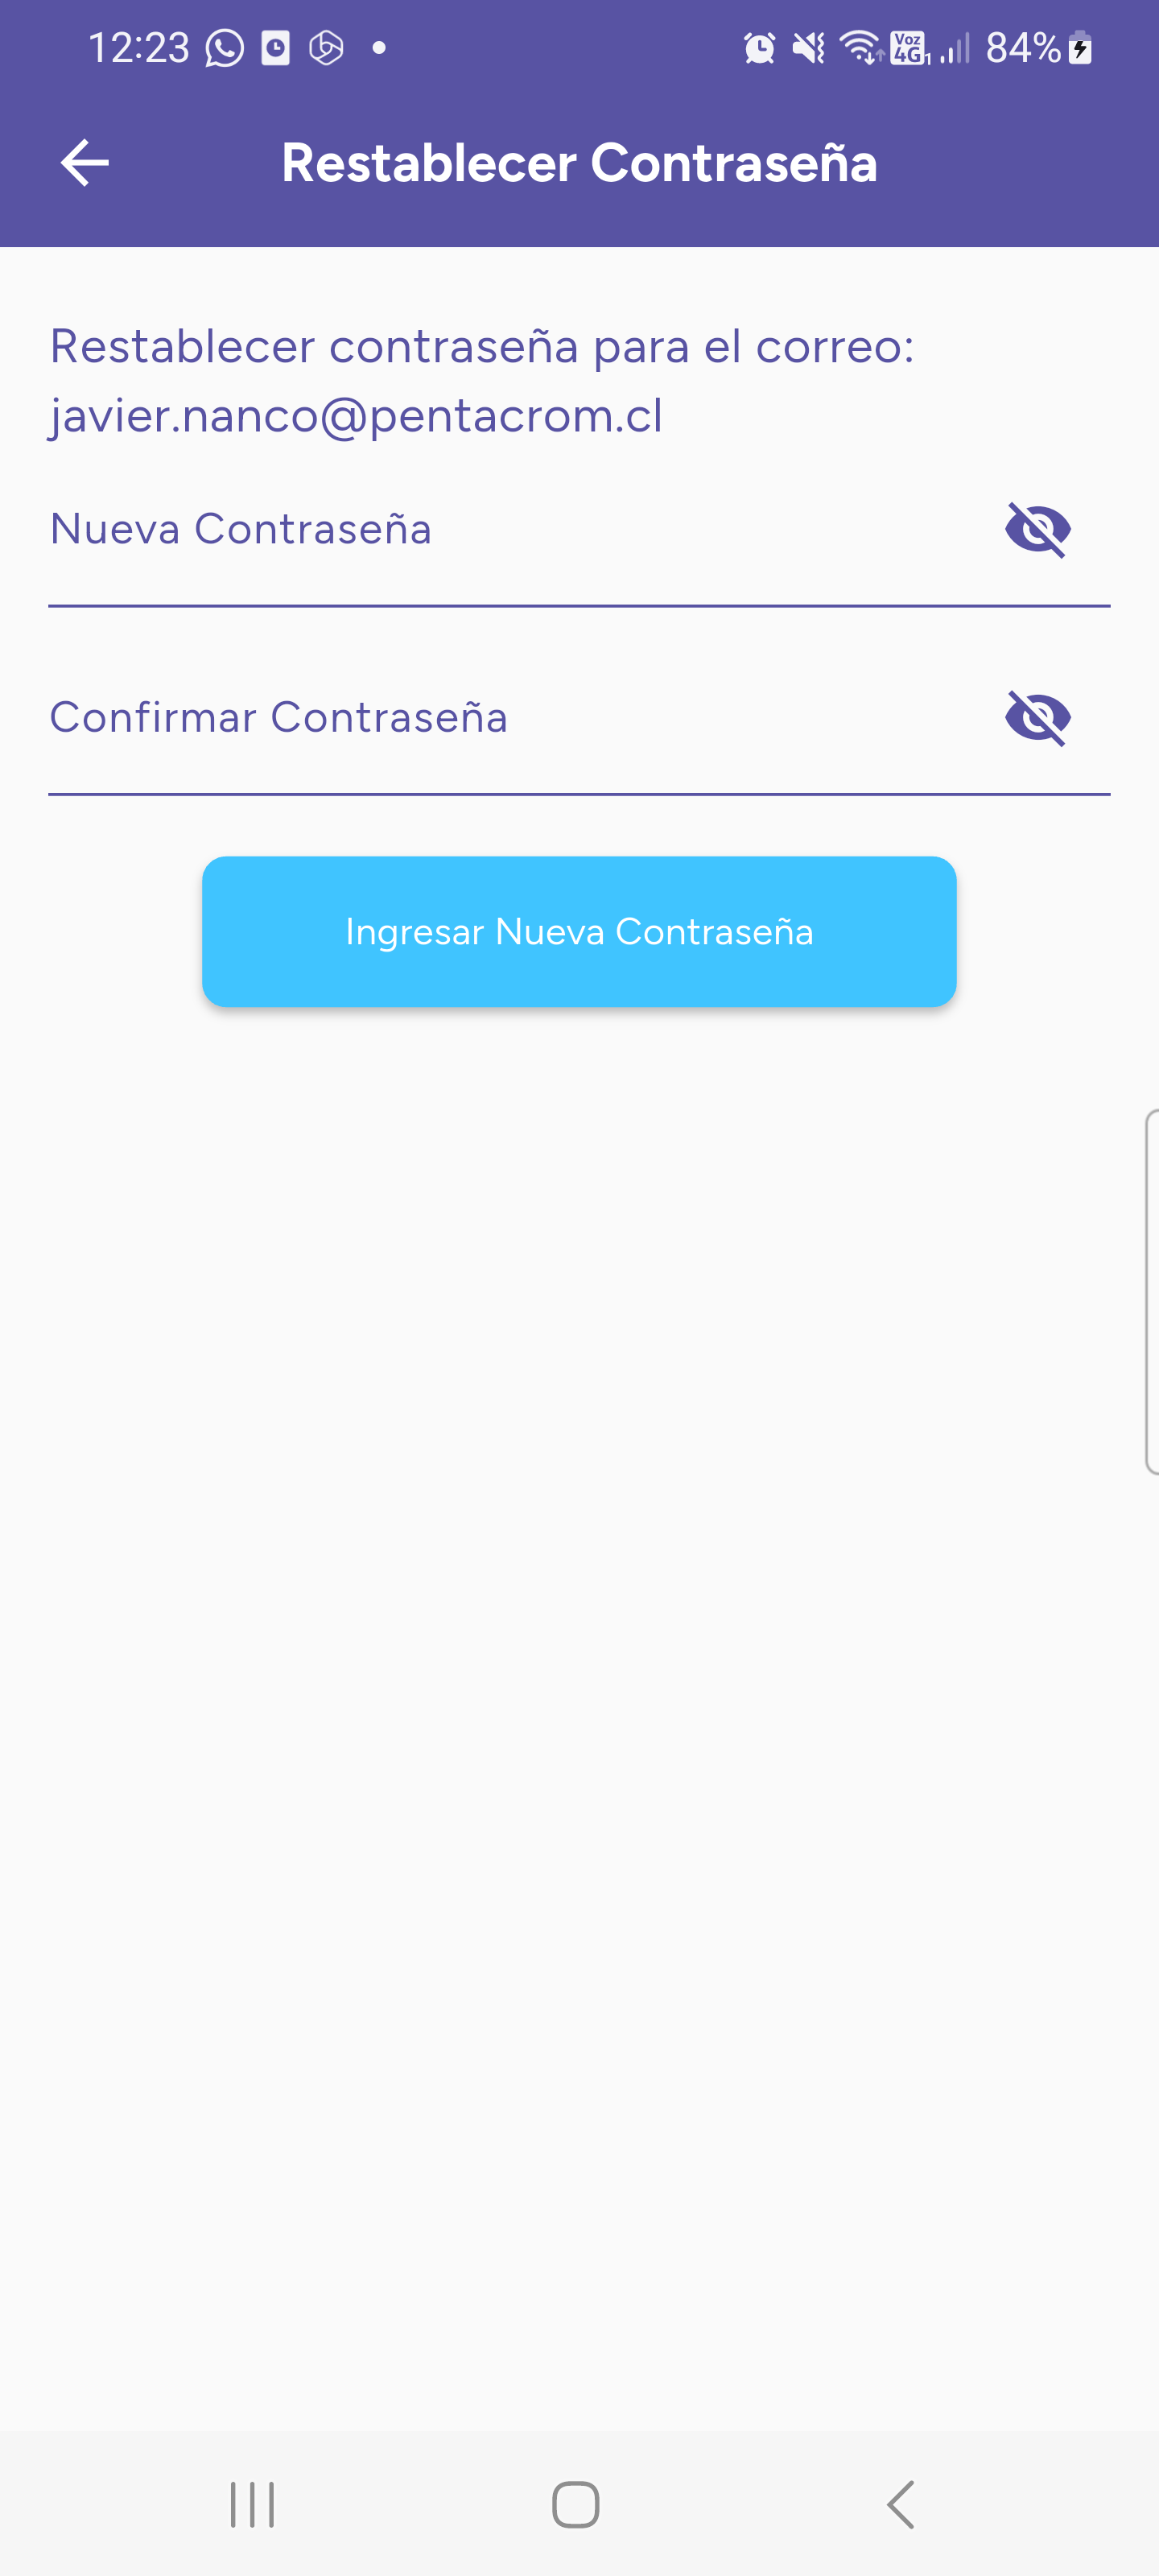 12:23
Voz 4G 1 84%
Restablecer Contraseña
Restablecer contraseña para el correo:
javier.nanco@pentacrom.cl
Nueva Contraseña
Confirmar Contraseña
Ingresar Nueva Contraseña